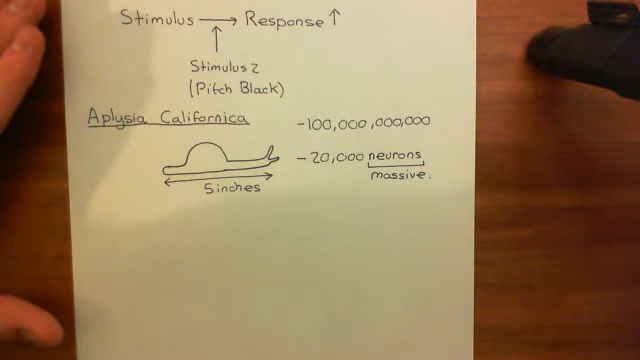 Stimulus → Response ↑
Stimulus 2
(Pitch Black)
Aplysia Californica
-100,000,000,000
-20,000 neurons
massive.
5inches